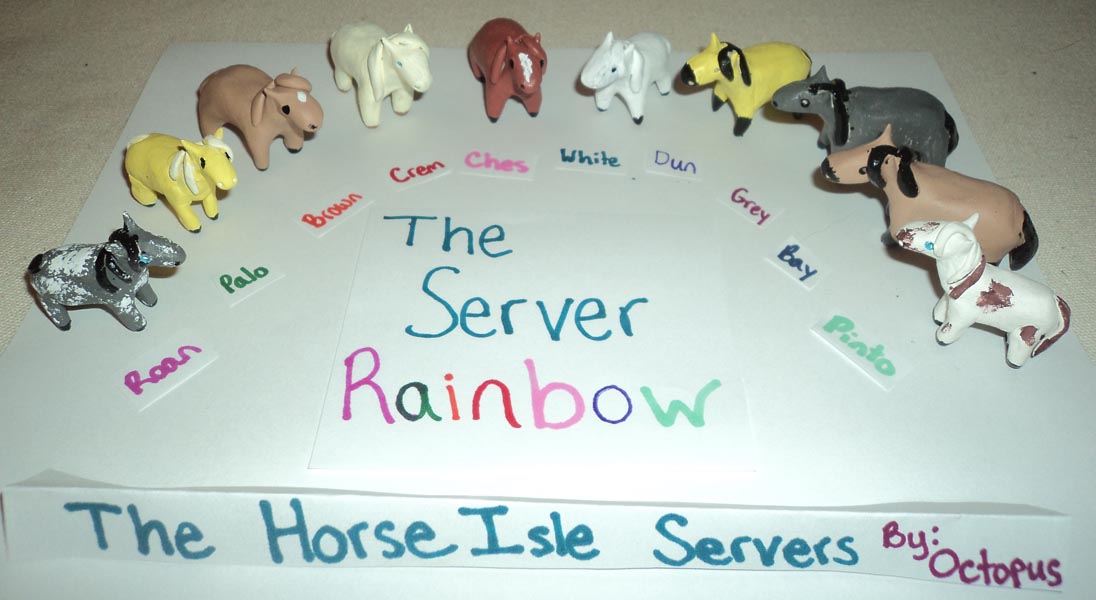 Roan
Palo
Brown
Crem
Ches
White
Dun
Grey
Bay
Pinto
The
Server
Rainbow
The Horse Isle Servers
By:
Octopus